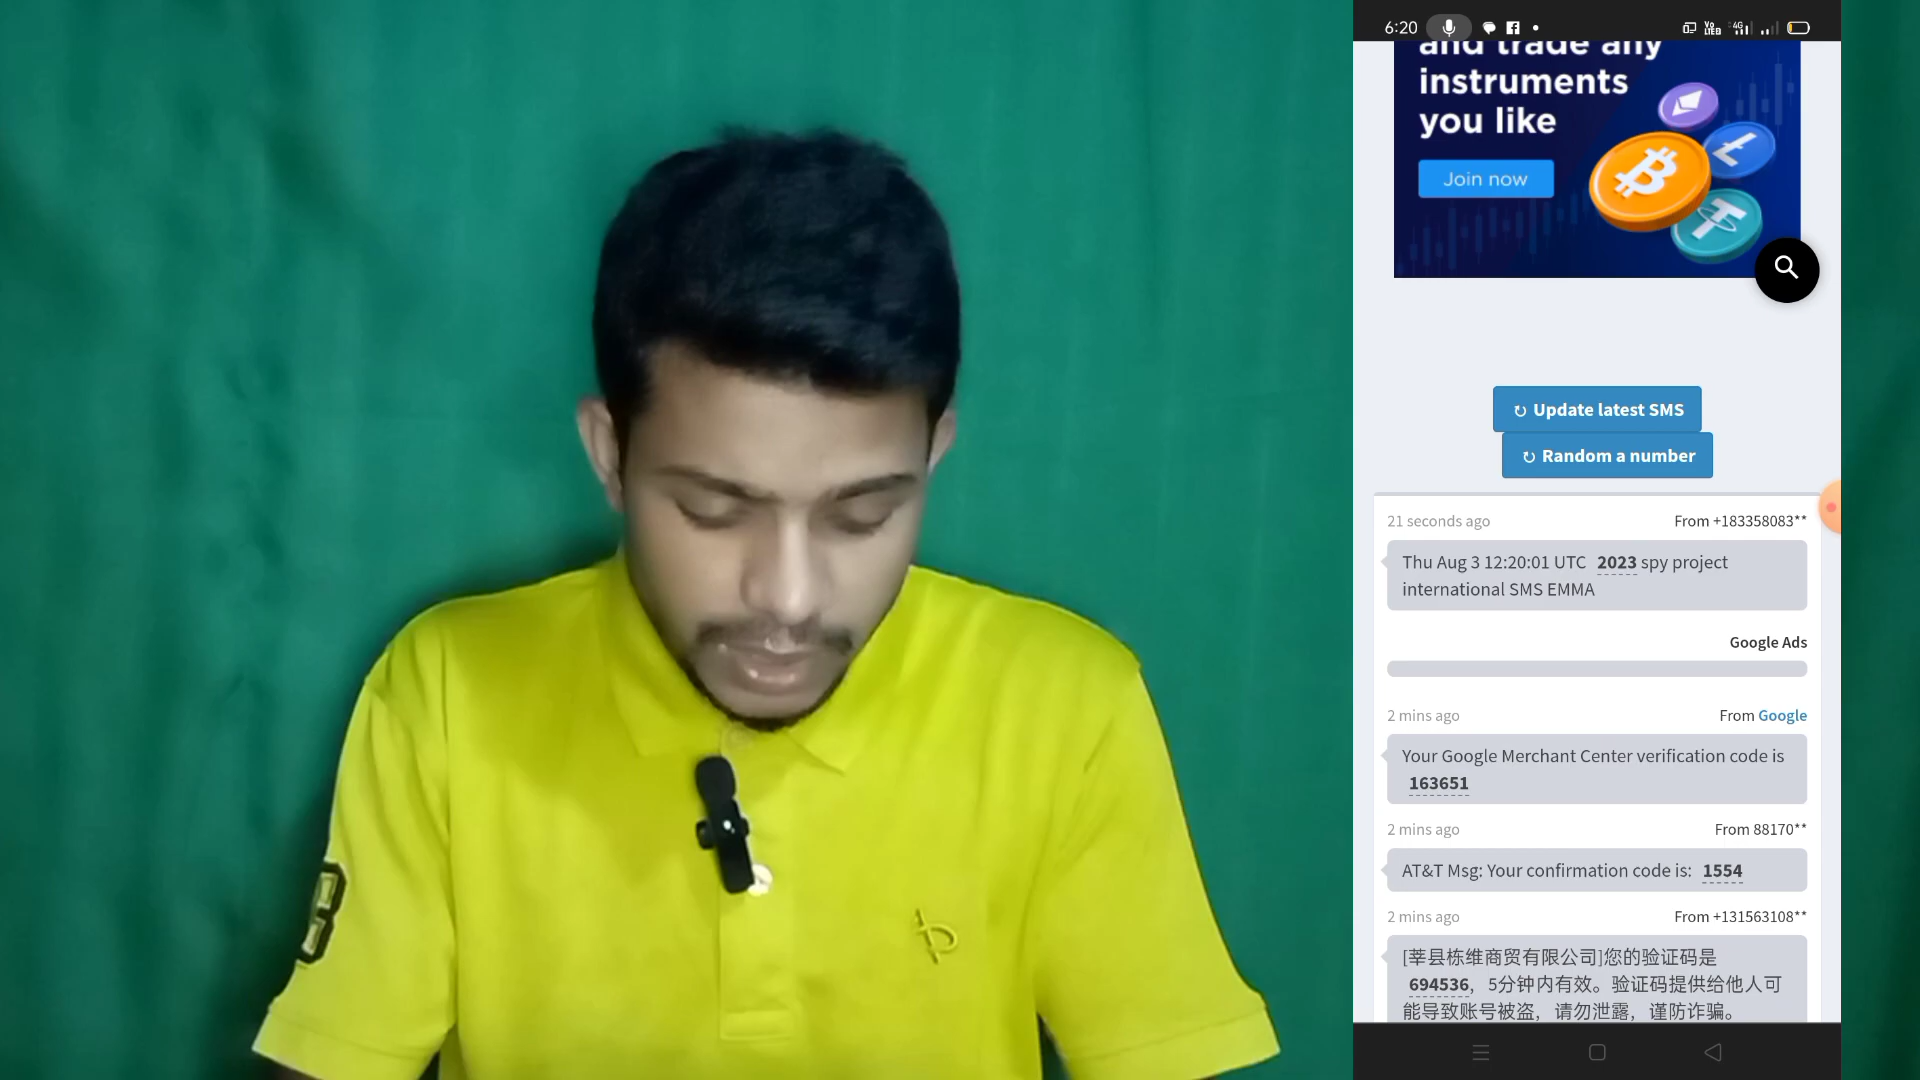 6:20
Vo
LTED
4G
and trade any
instruments
you like
Join now
Update latest SMS
Random a number
21 seconds ago From +183358083**
Thu Aug 3 12:20:01 UTC 2023 spy project
international SMS EMMA
Google Ads
2 mins ago From Google
Your Google Merchant Center verification code is
163651
2 mins ago From 88170**
AT&T Msg: Your confirmation code is: 1554
2 mins ago From +131563108**
[莘县栋维商贸有限公司]您的验证码是
694536，5分钟内有效。验证码提供给他人可
能导致账号被盗，请勿泄露，谨防诈骗。